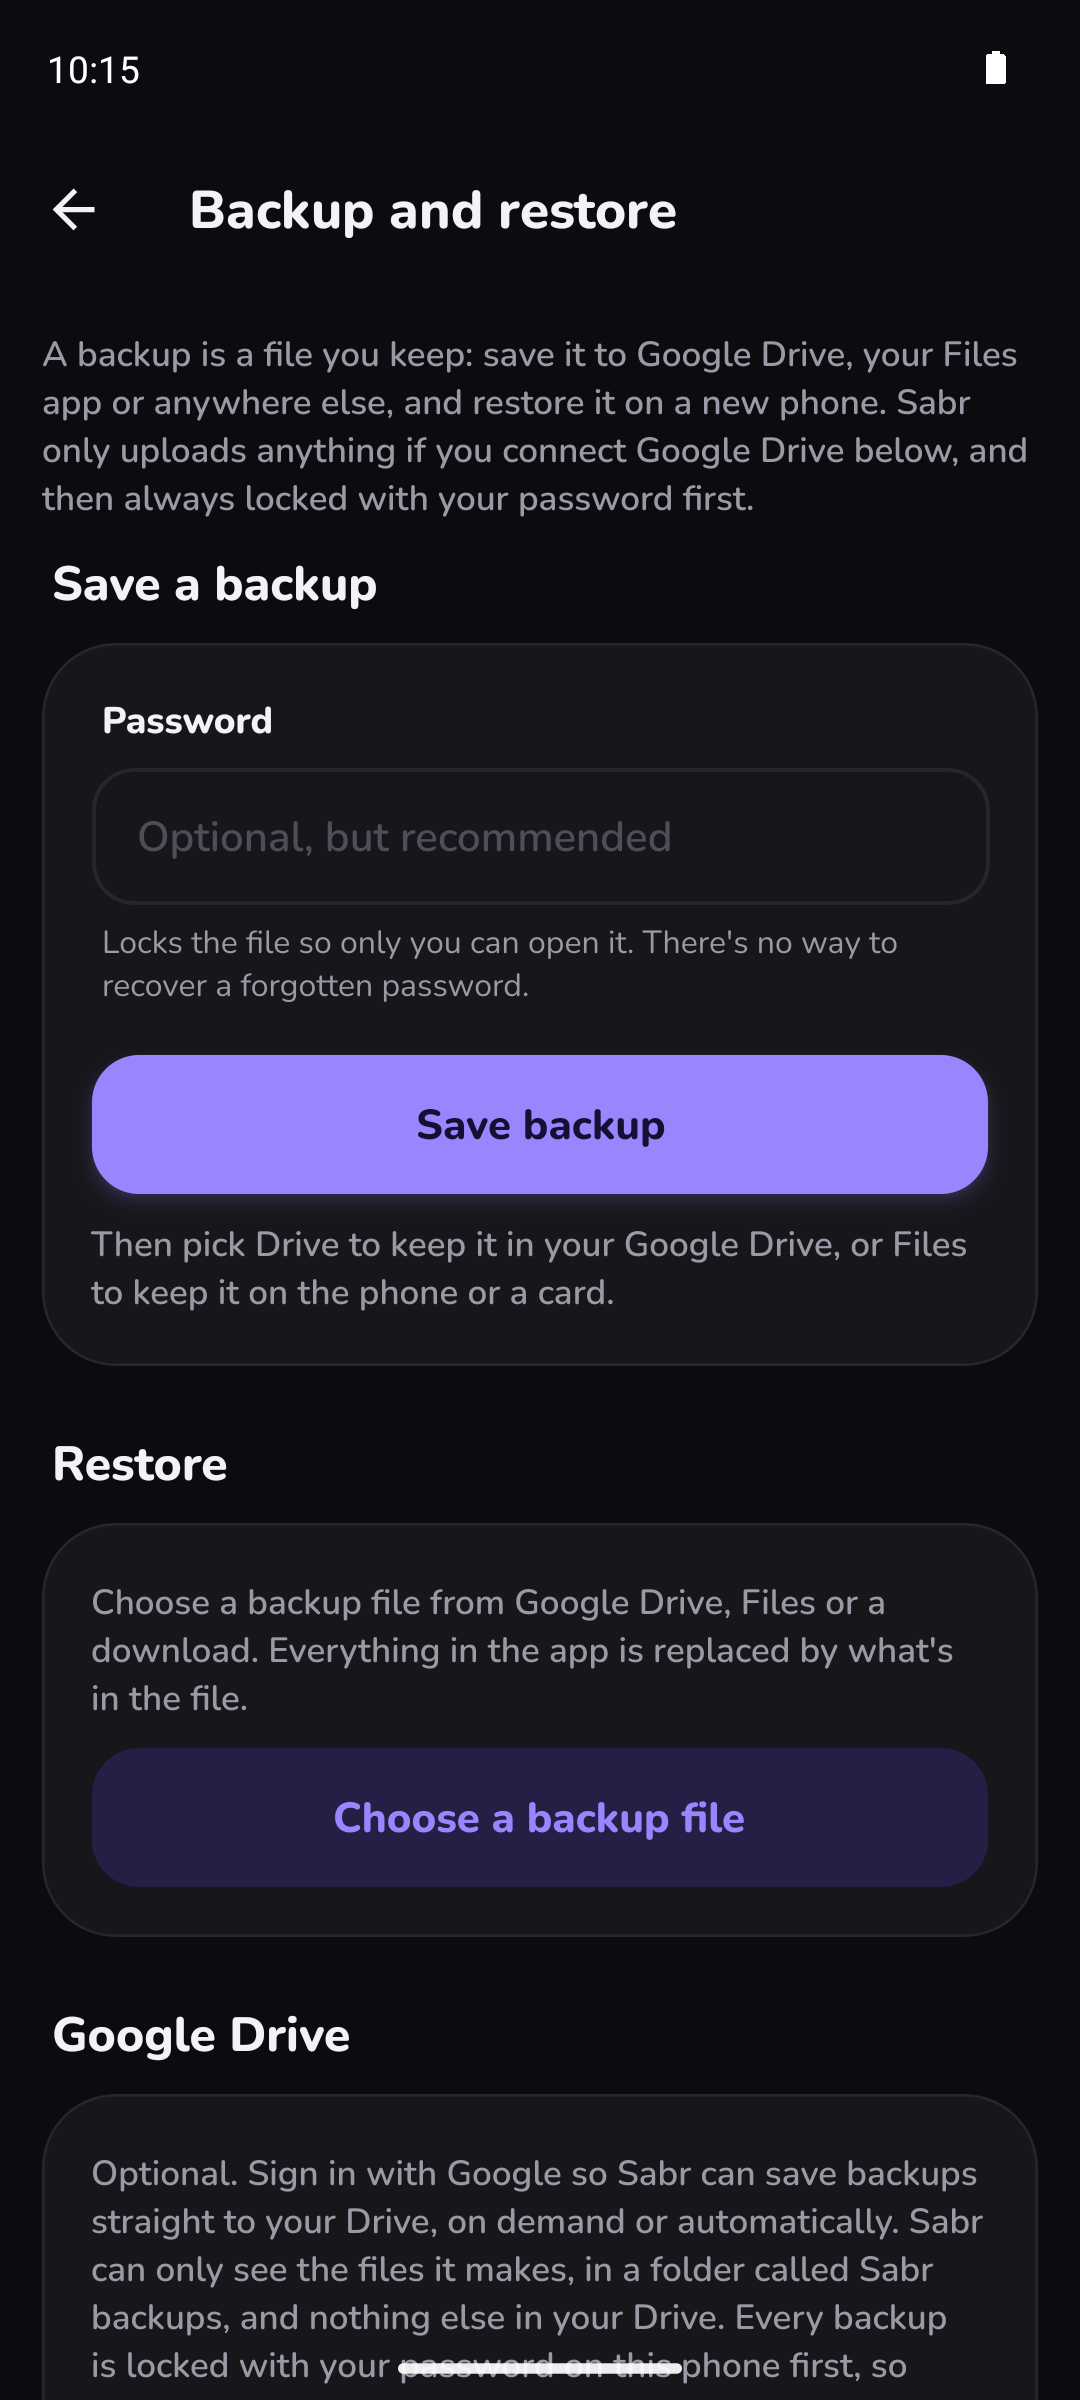 10:15
Backup and restore
A backup is a file you keep: save it to Google Drive, your Files
app or anywhere else, and restore it on a new phone. Sabr
only uploads anything if you connect Google Drive below, and
then always locked with your password first.
Save a backup
Password
Optional, but recommended
Locks the file so only you can open it. There's no way to
recover a forgotten password.
Save backup
Then pick Drive to keep it in your Google Drive, or Files
to keep it on the phone or a card.
Restore
Choose a backup file from Google Drive, Files or a
download. Everything in the app is replaced by what's
in the file.
Choose a backup file
Google Drive
Optional. Sign in with Google so Sabr can save backups
straight to your Drive, on demand or automatically. Sabr
can only see the files it makes, in a folder called Sabr
backups, and nothing else in your Drive. Every backup
is locked with your password on this phone first, so